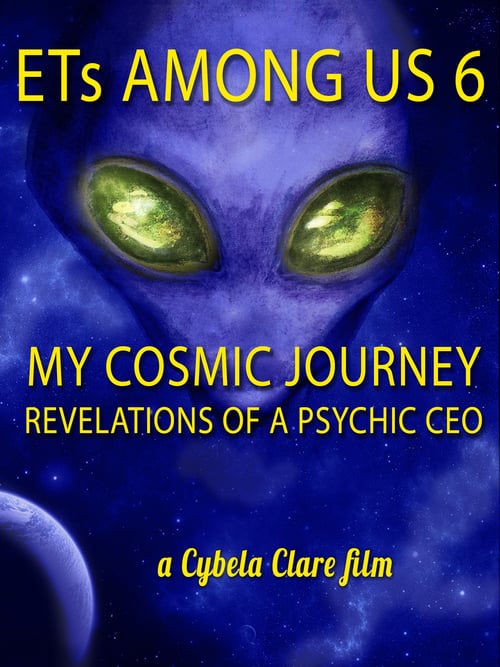 ETs AMONG US 6
MY COSMIC JOURNEY
REVELATIONS OF A PSYCHIC CEO
a Cybela Clare film